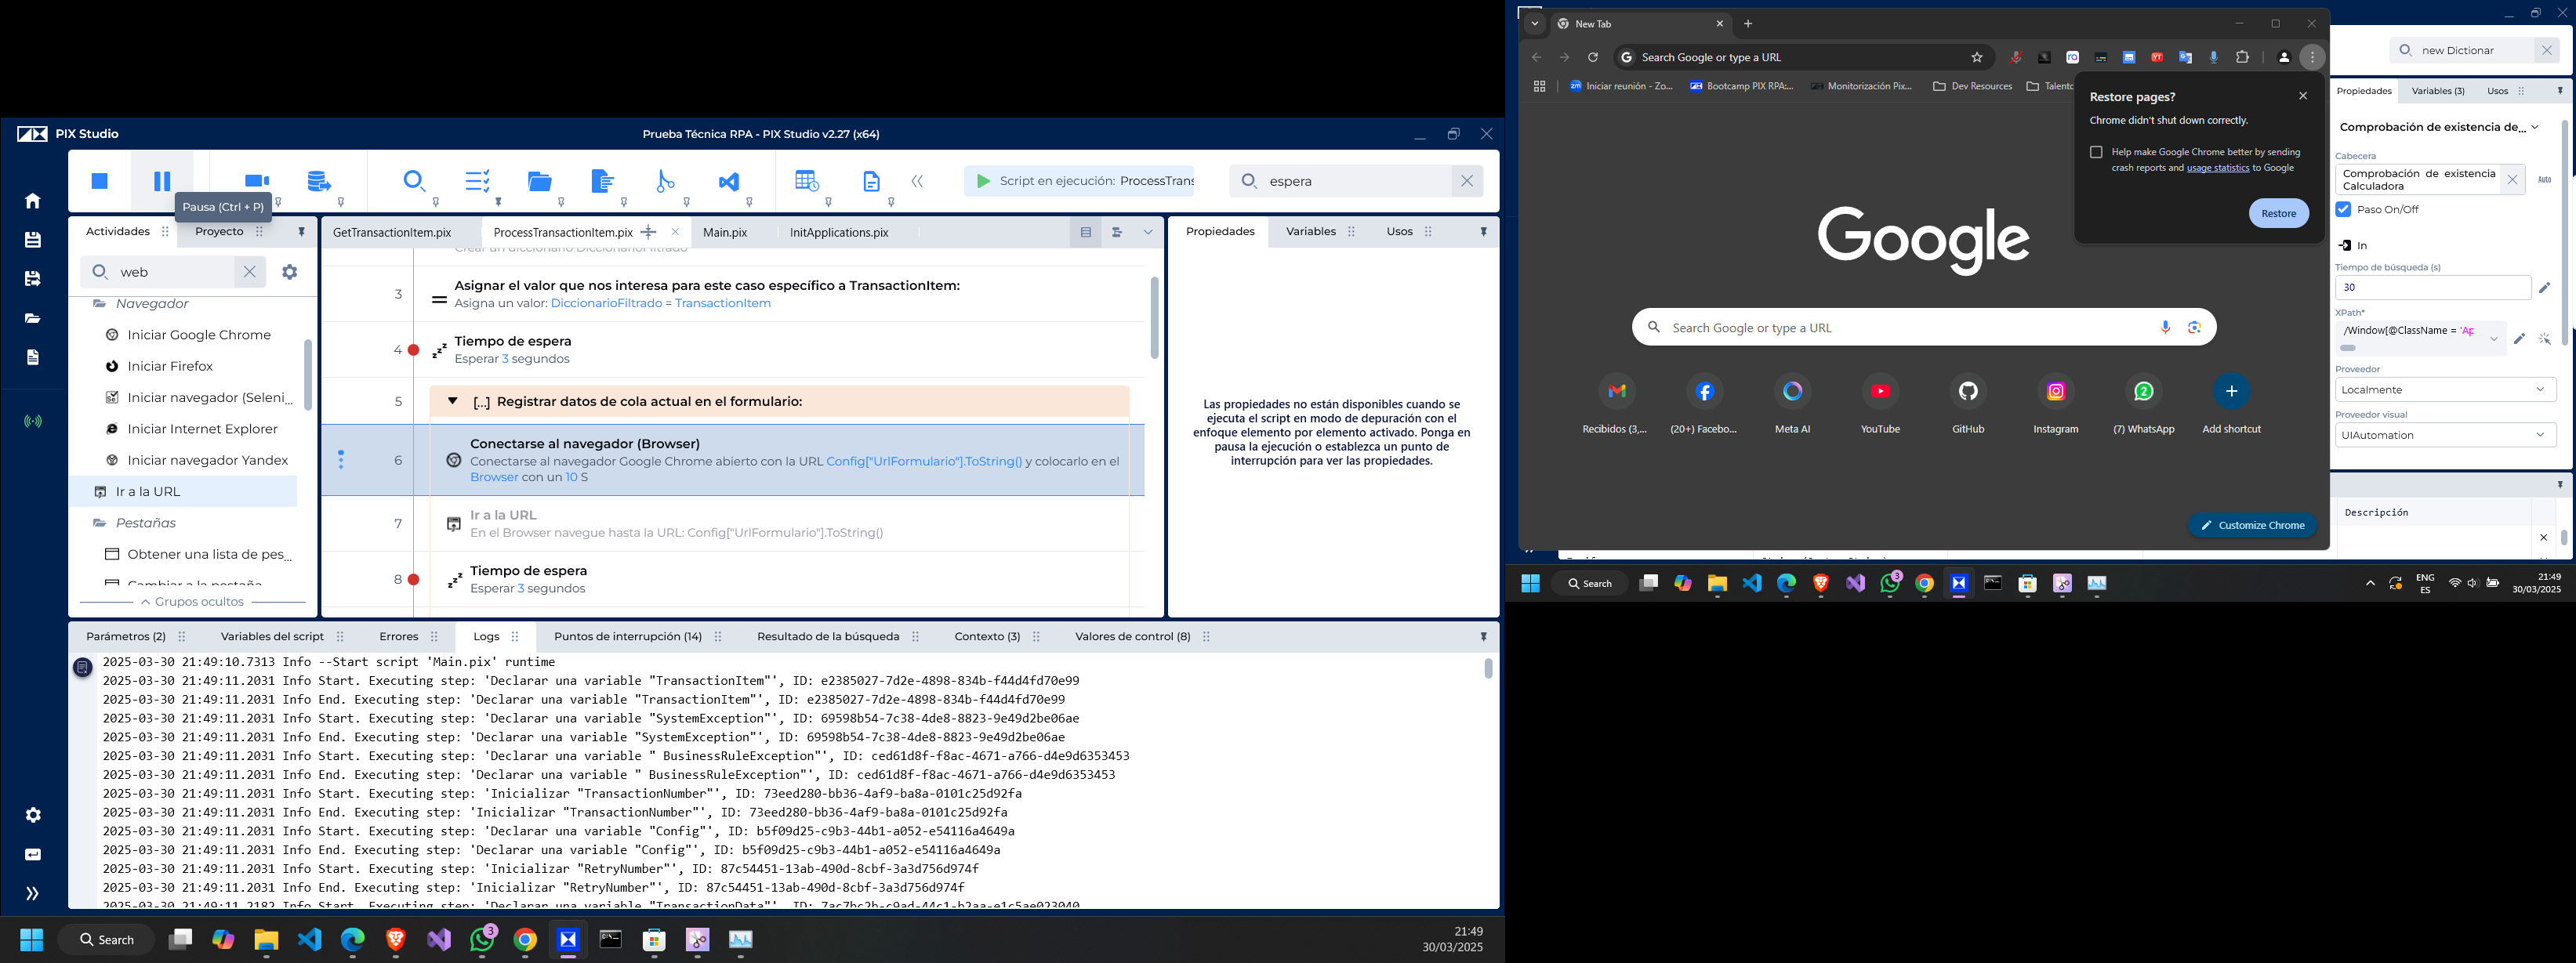 PIX Studio
Prueba Técnica RPA - PIX Studio v2.27 (x64)
Script en ejecución: ProcessTrans
espera
Pausa (Ctrl + P)
Actividades
Proyecto
web
Navegador
Iniciar Google Chrome
Iniciar Firefox
Iniciar navegador (Seleni...
Iniciar Internet Explorer
Iniciar navegador Yandex
Ir a la URL
Pestañas
Obtener una lista de pes...
Cambiar a la pestaña
Grupos ocultos
GetTransactionItem.pix
ProcessTransactionItem.pix
Main.pix
InitApplications.pix
Crear un diccionario DiccionarioFiltrado
3
Asignar el valor que nos interesa para este caso específico a TransactionItem:
Asigna un valor: DiccionarioFiltrado = TransactionItem
4
Tiempo de espera
Esperar 3 segundos
5
[...] Registrar datos de cola actual en el formulario:
6
Conectarse al navegador (Browser)
Conectarse al navegador Google Chrome abierto con la URL Config["UrlFormulario"].ToString() y colocarlo en el
Browser con un 10 S
7
Ir a la URL
En el Browser navegue hasta la URL: Config["UrlFormulario"].ToString()
8
Tiempo de espera
Esperar 3 segundos
Propiedades
Variables
Usos
Las propiedades no están disponibles cuando se
ejecuta el script en modo de depuración con el
enfoque elemento por elemento activado. Ponga en
pausa la ejecución o establezca un punto de
interrupción para ver las propiedades.
Parámetros (2)
Variables del script
Errores
Logs
Puntos de interrupción (14)
Resultado de la búsqueda
Contexto (3)
Valores de control (8)
2025-03-30 21:49:10.7313 Info --Start script 'Main.pix' runtime
2025-03-30 21:49:11.2031 Info Start. Executing step: 'Declarar una variable "TransactionItem"', ID: e2385027-7d2e-4898-834b-f44d4fd70e99
2025-03-30 21:49:11.2031 Info End. Executing step: 'Declarar una variable "TransactionItem"', ID: e2385027-7d2e-4898-834b-f44d4fd70e99
2025-03-30 21:49:11.2031 Info Start. Executing step: 'Declarar una variable "SystemException"', ID: 69598b54-7c38-4de8-8823-9e49d2be06ae
2025-03-30 21:49:11.2031 Info End. Executing step: 'Declarar una variable "SystemException"', ID: 69598b54-7c38-4de8-8823-9e49d2be06ae
2025-03-30 21:49:11.2031 Info Start. Executing step: 'Declarar una variable " BusinessRuleException"', ID: ced61d8f-f8ac-4671-a766-d4e9d6353453
2025-03-30 21:49:11.2031 Info End. Executing step: 'Declarar una variable " BusinessRuleException"', ID: ced61d8f-f8ac-4671-a766-d4e9d6353453
2025-03-30 21:49:11.2031 Info Start. Executing step: 'Inicializar "TransactionNumber"', ID: 73eed280-bb36-4af9-ba8a-0101c25d92fa
2025-03-30 21:49:11.2031 Info End. Executing step: 'Inicializar "TransactionNumber"', ID: 73eed280-bb36-4af9-ba8a-0101c25d92fa
2025-03-30 21:49:11.2031 Info Start. Executing step: 'Declarar una variable "Config"', ID: b5f09d25-c9b3-44b1-a052-e54116a4649a
2025-03-30 21:49:11.2031 Info End. Executing step: 'Declarar una variable "Config"', ID: b5f09d25-c9b3-44b1-a052-e54116a4649a
2025-03-30 21:49:11.2031 Info Start. Executing step: 'Inicializar "RetryNumber"', ID: 87c54451-13ab-490d-8cbf-3a3d756d974f
2025-03-30 21:49:11.2031 Info End. Executing step: 'Inicializar "RetryNumber"', ID: 87c54451-13ab-490d-8cbf-3a3d756d974f
2025-03-30 21:49:11.2182 Info Start. Executing step: 'Declarar una variable "TransactionData"', ID: 7ac7bc2b-c9ad-44c1-b2aa-e1c5ae023040
Search
3
21:49
30/03/2025
New Tab
Search Google or type a URL
Iniciar reunión - Zo...
Bootcamp PIX RPA:...
Monitorización Pix...
Dev Resources
Talento
Restore pages?
Chrome didn't shut down correctly.
Help make Google Chrome better by sending
crash reports and usage statistics to Google
Restore
Google
Search Google or type a URL
Recibidos (3,...
(20+) Facebo...
Meta AI
YouTube
GitHub
Instagram
(7) WhatsApp
Add shortcut
Customize Chrome
new Dictionar
Propiedades
Variables (3)
Usos
Comprobación de existencia de...
Cabecera
Comprobación de existencia
Calculadora
Auto
Paso On/Off
In
Tiempo de búsqueda (s)
30
XPath*
/Window[@ClassName = 'Ap
Proveedor
Localmente
Proveedor visual
UIAutomation
Descripción
Search
3
ENG
ES
21:49
30/03/2025